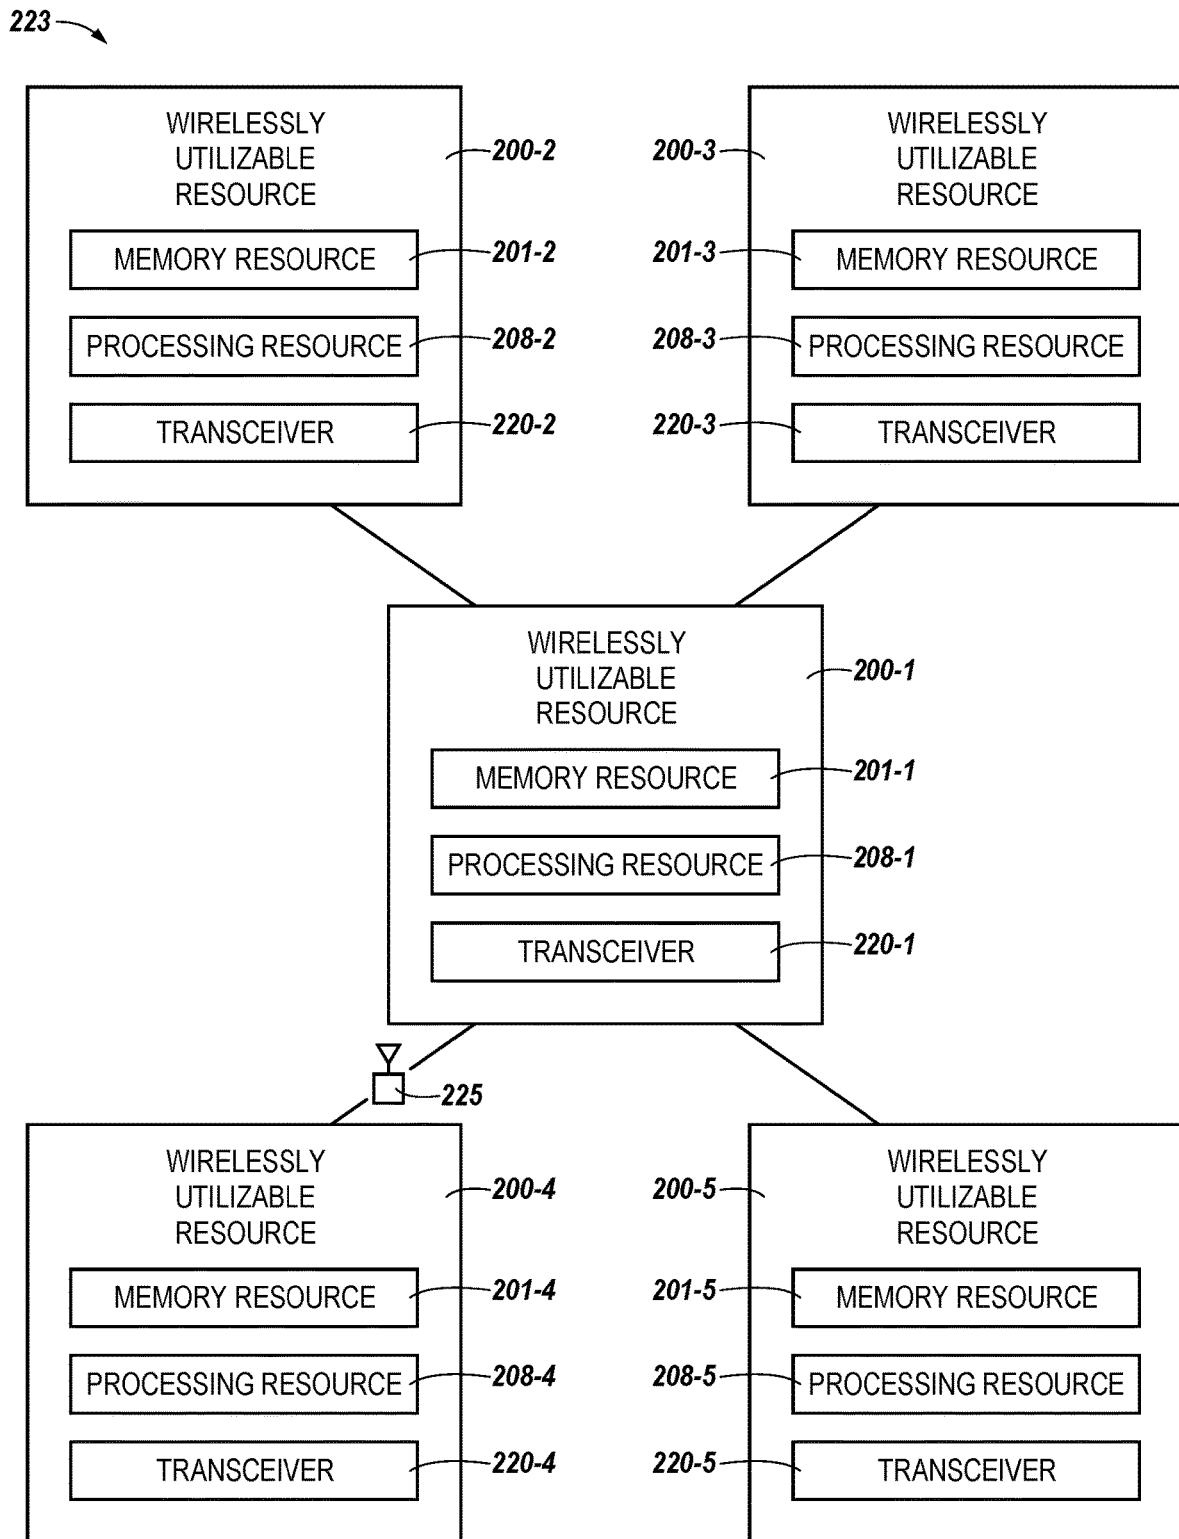 223
WIRELESSLY
UTILIZABLE
RESOURCE
200-2
MEMORY RESOURCE
201-2
PROCESSING RESOURCE
208-2
TRANSCEIVER
220-2
WIRELESSLY
UTILIZABLE
RESOURCE
200-3
MEMORY RESOURCE
201-3
PROCESSING RESOURCE
208-3
TRANSCEIVER
220-3
WIRELESSLY
UTILIZABLE
RESOURCE
200-1
MEMORY RESOURCE
201-1
PROCESSING RESOURCE
208-1
TRANSCEIVER
220-1
225
WIRELESSLY
UTILIZABLE
RESOURCE
200-4
MEMORY RESOURCE
201-4
PROCESSING RESOURCE
208-4
TRANSCEIVER
220-4
WIRELESSLY
UTILIZABLE
RESOURCE
200-5
MEMORY RESOURCE
201-5
PROCESSING RESOURCE
208-5
TRANSCEIVER
220-5